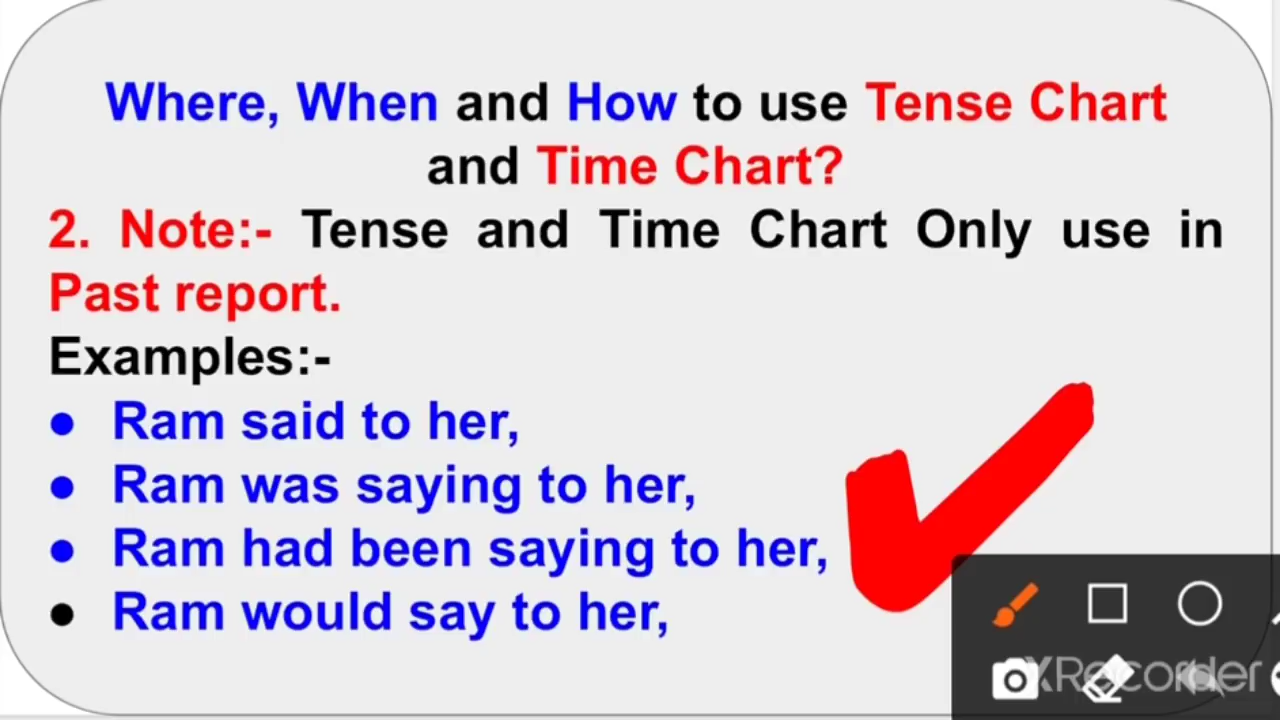 Where, When and How to use Tense Chart
and Time Chart?
2. Note:- Tense and Time Chart Only use in
Past report.
Examples:-
● Ram said to her,
● Ram was saying to her,
● Ram had been saying to her,
● Ram would say to her,
XRecorder